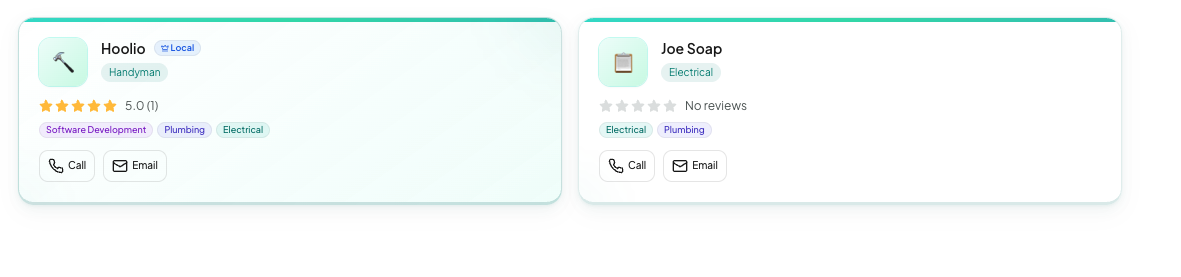 Hoolio Local
Handyman
5.0 (1)
Software Development Plumbing Electrical
Call Email
Joe Soap
Electrical
No reviews
Electrical Plumbing
Call Email